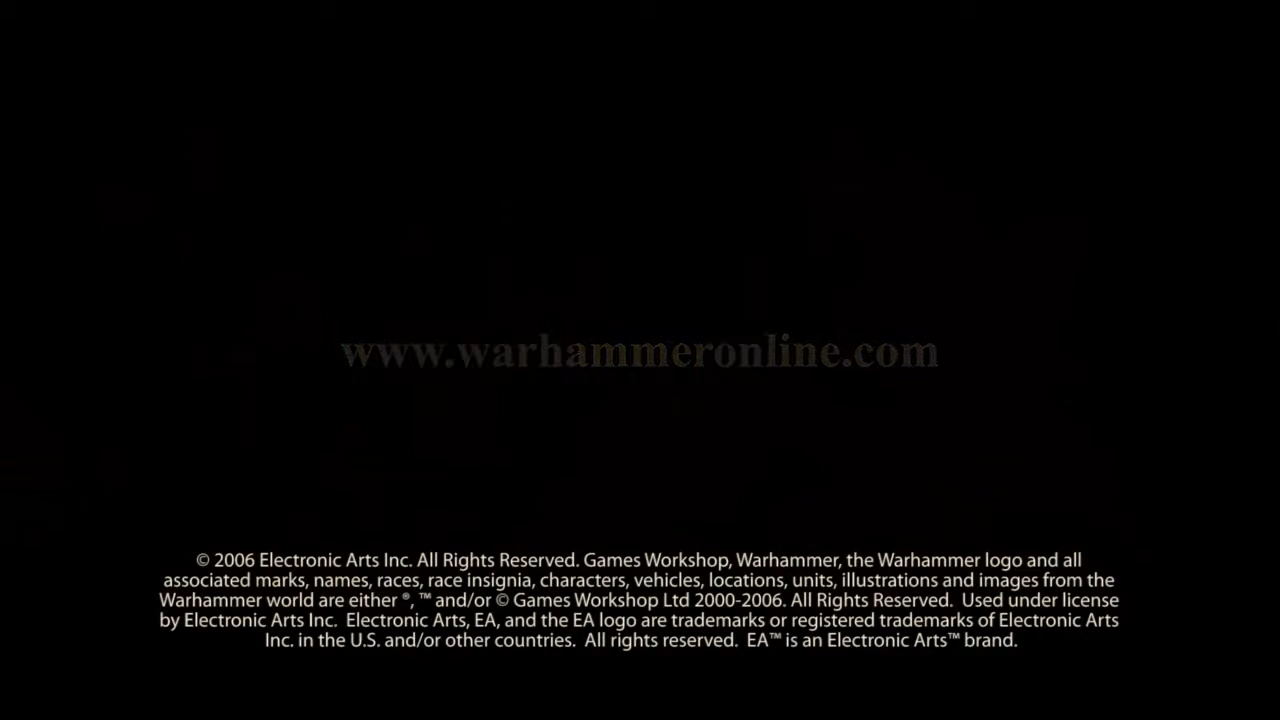 www.warhammeronline.com
© 2006 Electronic Arts Inc. All Rights Reserved. Games Workshop, Warhammer, the Warhammer logo and all
associated marks, names, races, race insignia, characters, vehicles, locations, units, illustrations and images from the
Warhammer world are either ®, ™ and/or © Games Workshop Ltd 2000-2006. All Rights Reserved.  Used under license
by Electronic Arts Inc.  Electronic Arts, EA, and the EA logo are trademarks or registered trademarks of Electronic Arts
Inc. in the U.S. and/or other countries.  All rights reserved.  EA™ is an Electronic Arts™ brand.